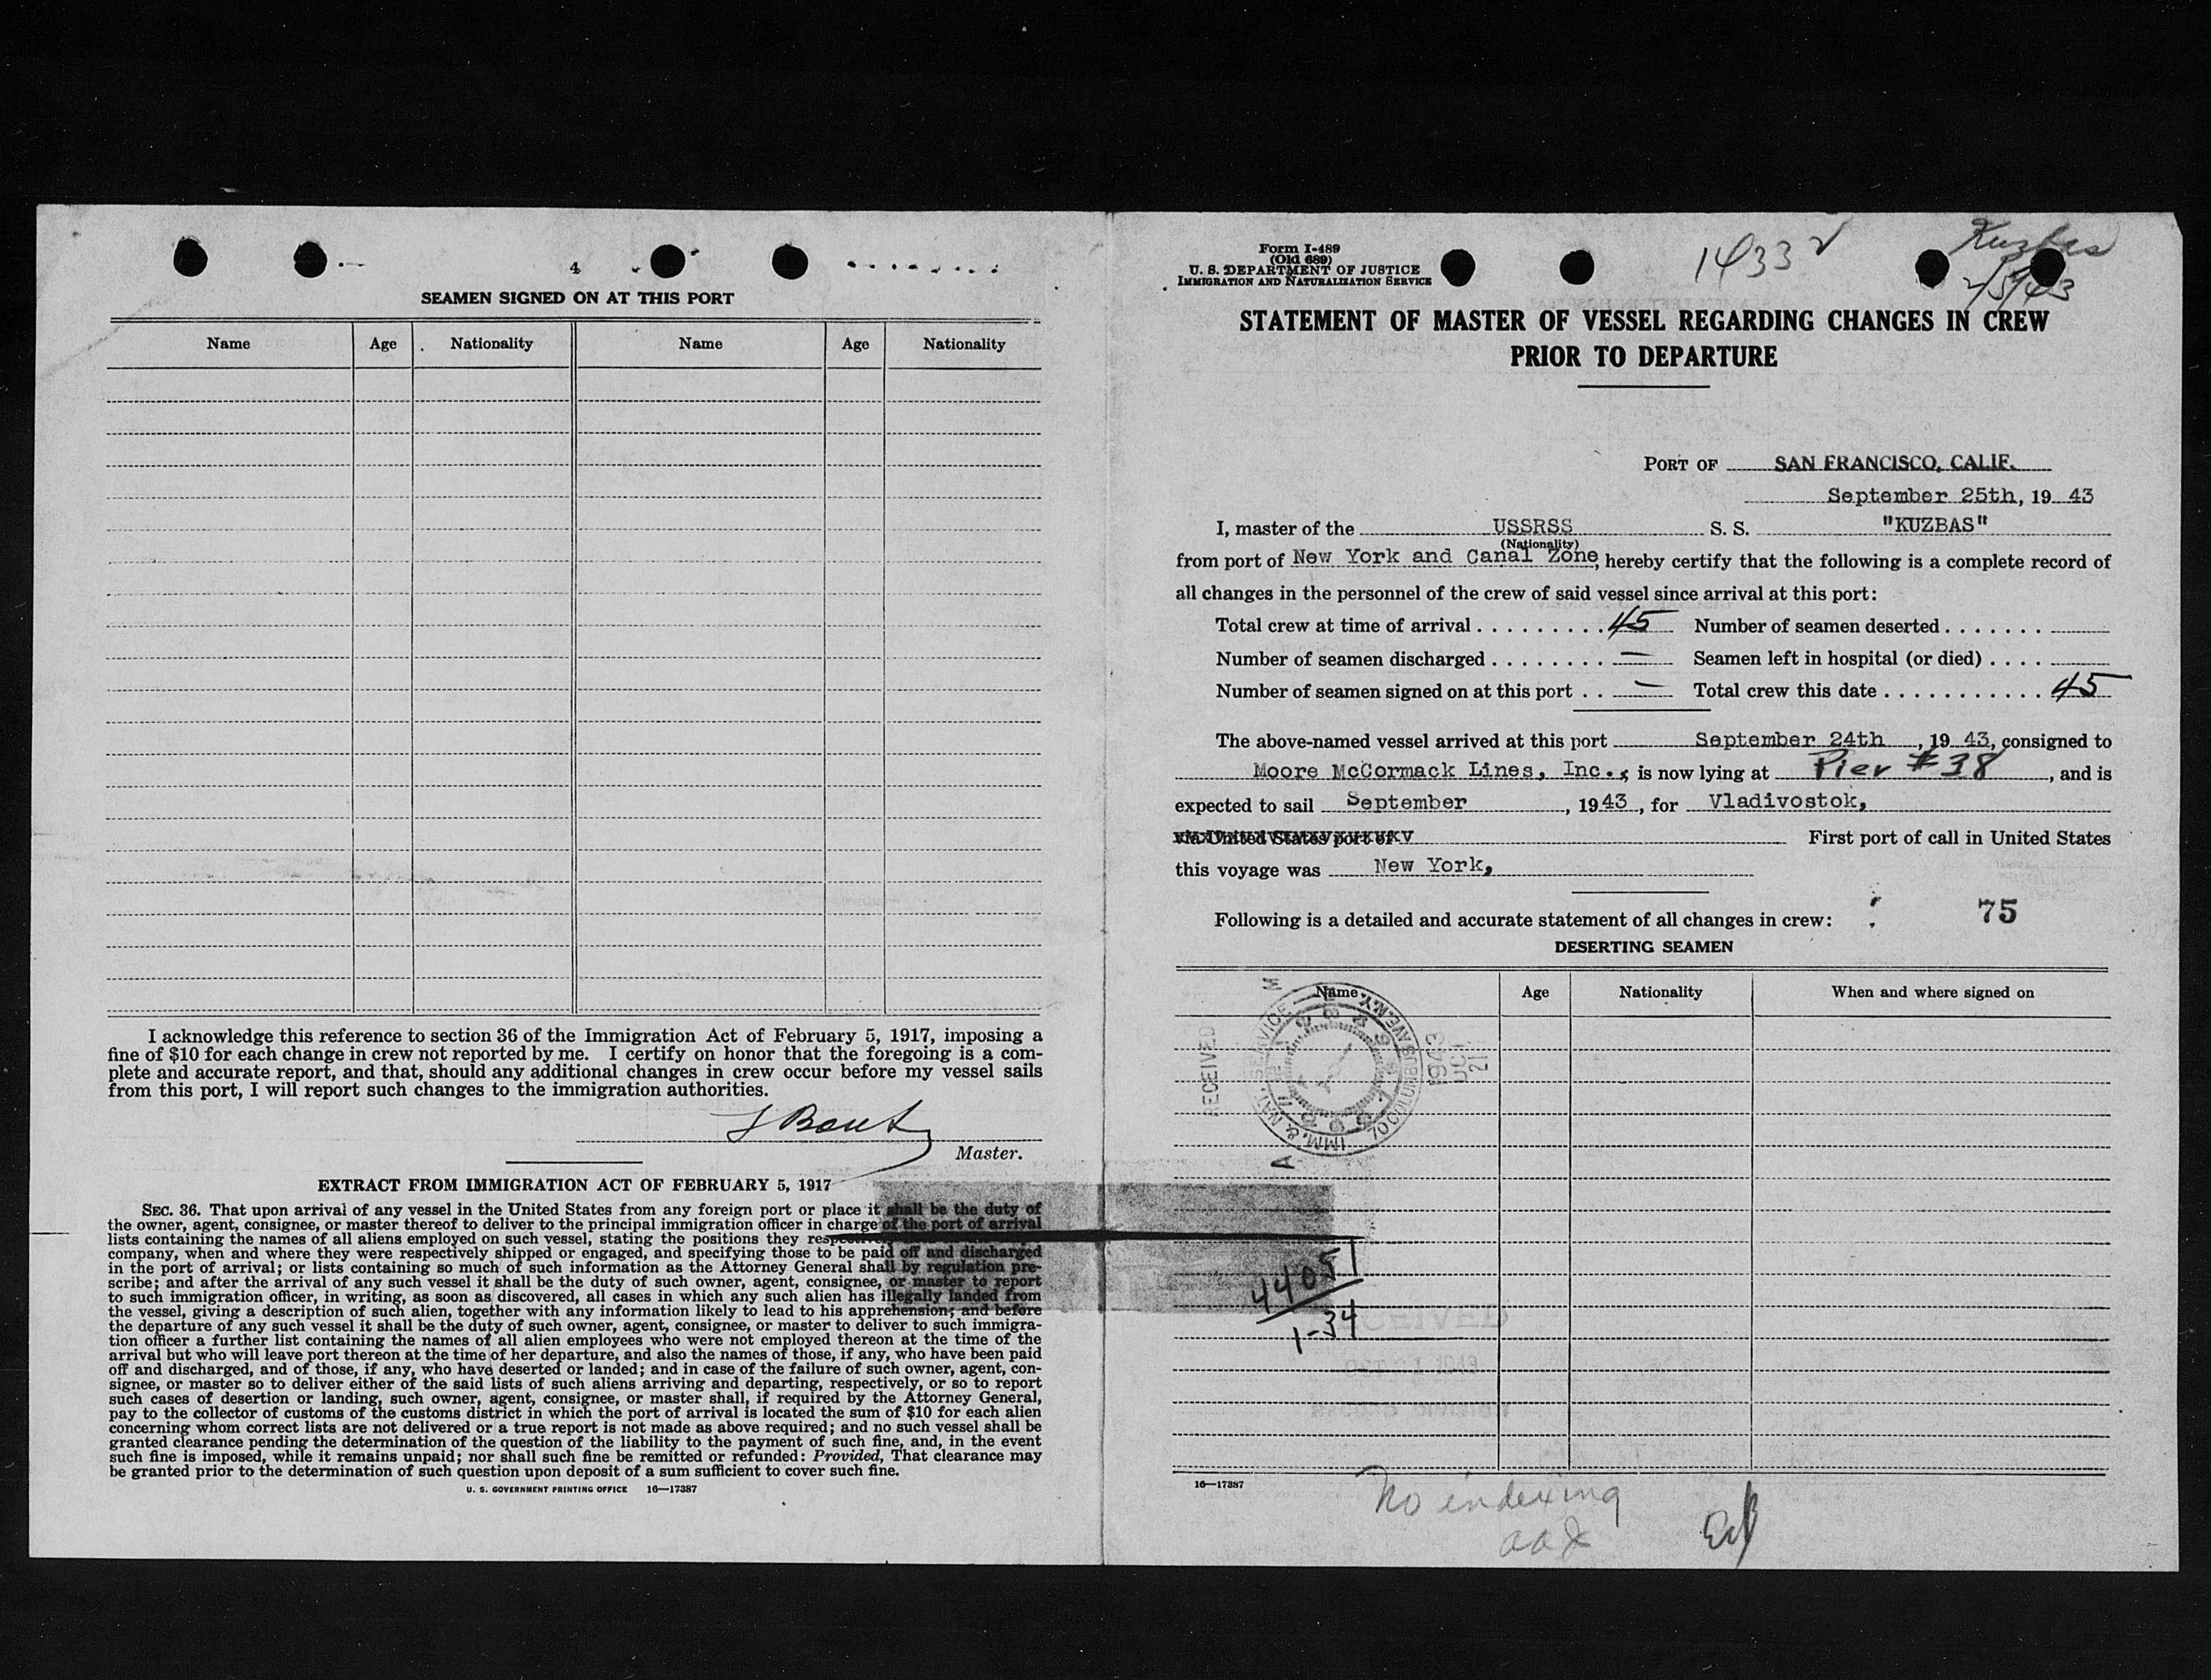 4
SEAMEN SIGNED ON AT THIS PORT
Name Age Nationality Name Age Nationality
I acknowledge this reference to section 36 of the Immigration Act of February 5, 1917, imposing a
fine of $10 for each change in crew not reported by me. I certify on honor that the foregoing is a com-
plete and accurate report, and that, should any additional changes in crew occur before my vessel sails
from this port, I will report such changes to the immigration authorities.
Master.
EXTRACT FROM IMMIGRATION ACT OF FEBRUARY 5, 1917
SEC. 36. That upon arrival of any vessel in the United States from any foreign port or place it shall be the duty of
the owner, agent, consignee, or master thereof to deliver to the principal immigration officer in charge of the port of arrival
lists containing the names of all aliens employed on such vessel, stating the positions they
company, when and where they were respectively shipped or engaged, and specifying those to be paid off and discharged
in the port of arrival; or lists containing so much of such information as the Attorney General shall by regulation pre-
scribe; and after the arrival of any such vessel it shall be the duty of such owner, agent, consignee, or master to report
to such immigration officer, in writing, as soon as discovered, all cases in which any such alien has illegally landed from
the vessel, giving a description of such alien, together with any information likely to lead to his apprehension; and before
the departure of any such vessel it shall be the duty of such owner, agent, consignee, or master to deliver to such immigra-
tion officer a further list containing the names of all alien employees who were not employed thereon at the time of the
arrival but who will leave port thereon at the time of her departure, and also the names of those, if any, who have been paid
off and discharged, and of those, if any, who have deserted or landed; and in case of the failure of such owner, agent, con-
signee, or master so to deliver either of the said lists of such aliens arriving and departing, respectively, or so to report
such cases of desertion or landing, such owner, agent, consignee, or master shall, if required by the Attorney General,
pay to the collector of customs of the customs district in which the port of arrival is located the sum of $10 for each alien
concerning whom correct lists are not delivered or a true report is not made as above required; and no such vessel shall be
granted clearance pending the determination of the question of the liability to the payment of such fine, and, in the event
such fine is imposed, while it remains unpaid; nor shall such fine be remitted or refunded: Provided, That clearance may
be granted prior to the determination of such question upon deposit of a sum sufficient to cover such fine.
U. S. GOVERNMENT PRINTING OFFICE 16—17387
Form I-489
(Old 689)
U. S. DEPARTMENT OF JUSTICE
IMMIGRATION AND NATURALIZATION SERVICE
1433
Kuzbas
STATEMENT OF MASTER OF VESSEL REGARDING CHANGES IN CREW
PRIOR TO DEPARTURE
PORT OF SAN FRANCISCO, CALIF.
September 25th, 19 43
I, master of the USSRSS S. S. "KUZBAS"
(Nationality)
from port of New York and Canal Zone, hereby certify that the following is a complete record of
all changes in the personnel of the crew of said vessel since arrival at this port:
Total crew at time of arrival 45 Number of seamen deserted
Number of seamen discharged — Seamen left in hospital (or died)
Number of seamen signed on at this port — Total crew this date 45
The above-named vessel arrived at this port September 24th, 19 43, consigned to
Moore McCormack Lines, Inc., is now lying at Pier #38, and is
expected to sail September, 19 43, for Vladivostok,
via United States port of First port of call in United States
this voyage was New York,
Following is a detailed and accurate statement of all changes in crew: 75
DESERTING SEAMEN
Name Age Nationality When and where signed on
RECEIVED
IMM. & NAT. SERVICE 70 COLUMBUS AVE. N.Y.
1943
OCT
21
44051
1-34
RECEIVED
16—17387
No indexing